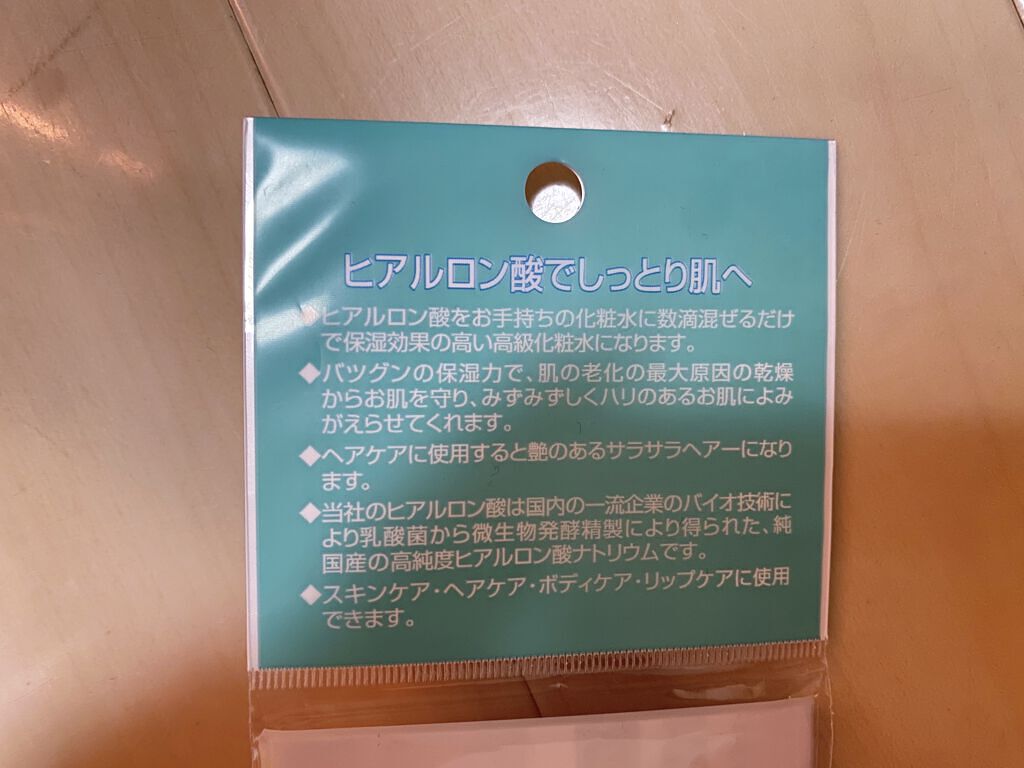 ヒアルロン酸でしっとり肌へ
◆ヒアルロン酸をお手持ちの化粧水に数滴混ぜるだけ
で保湿効果の高い高級化粧水になります。
◆バツグンの保湿力で、肌の老化の最大原因の乾燥
からお肌を守り、みずみずしくハリのあるお肌によみ
がえらせてくれます。
◆ヘアケアに使用すると艶のあるサラサラヘアーになり
ます。
◆当社のヒアルロン酸は国内の一流企業のバイオ技術に
より乳酸菌から微生物発酵精製により得られた、純
国産の高純度ヒアルロン酸ナトリウムです。
◆スキンケア・ヘアケア・ボディケア・リップケアに使用
できます。